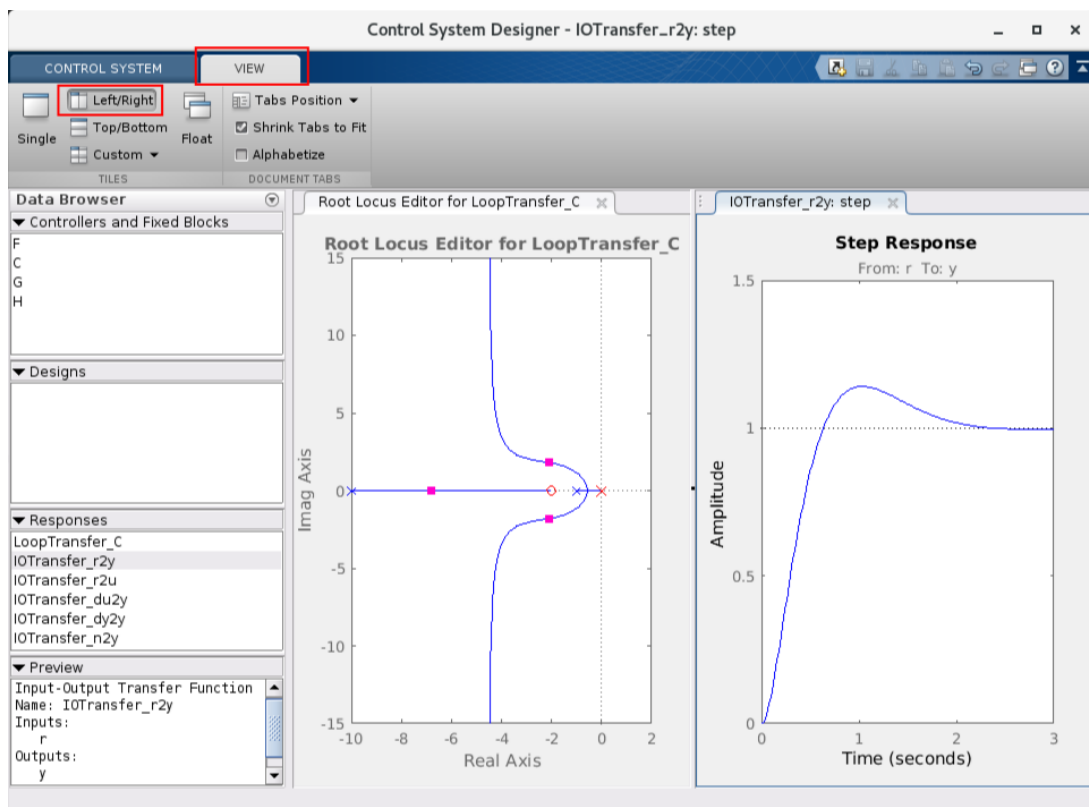 Control System Designer - IOTransfer_r2y: step
CONTROL SYSTEM
VIEW
Single
Left/Right
Top/Bottom
Custom
Float
TILES
Tabs Position
Shrink Tabs to Fit
Alphabetize
DOCUMENT TABS
Data Browser
Controllers and Fixed Blocks
F
C
G
H
Designs
Responses
LoopTransfer_C
IOTransfer_r2y
IOTransfer_r2u
IOTransfer_du2y
IOTransfer_dy2y
IOTransfer_n2y
Preview
Input-Output Transfer Function
Name: IOTransfer_r2y
Inputs:
r
Outputs:
y
Root Locus Editor for LoopTransfer_C
Root Locus Editor for LoopTransfer_C
15
10
5
0
-5
-10
-15
Imag Axis
-10 -8 -6 -4 -2 0 2
Real Axis
IOTransfer_r2y: step
Step Response
From: r To: y
1.5
1
0.5
0
Amplitude
0 1 2 3
Time (seconds)